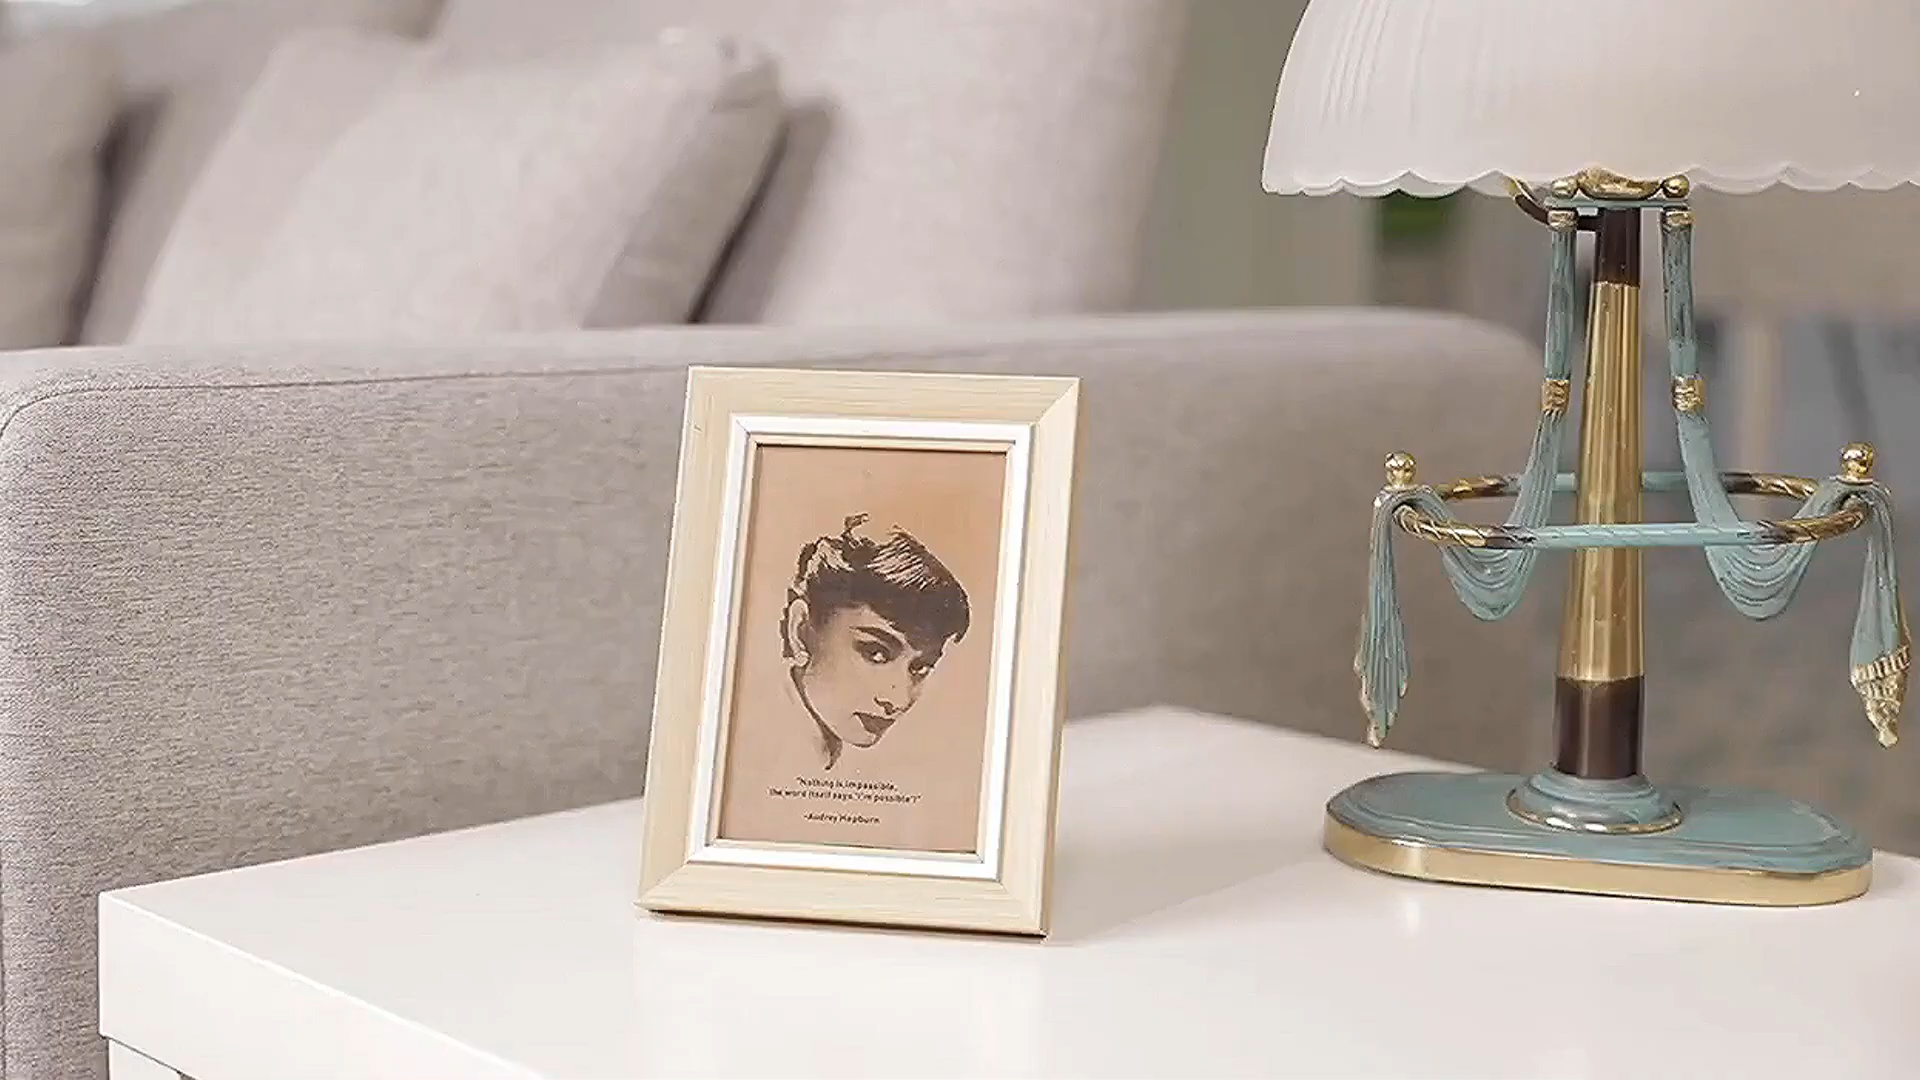 "Nothing is impossible,
the word itself says, "I'm possible"!"
-Audrey Hepburn